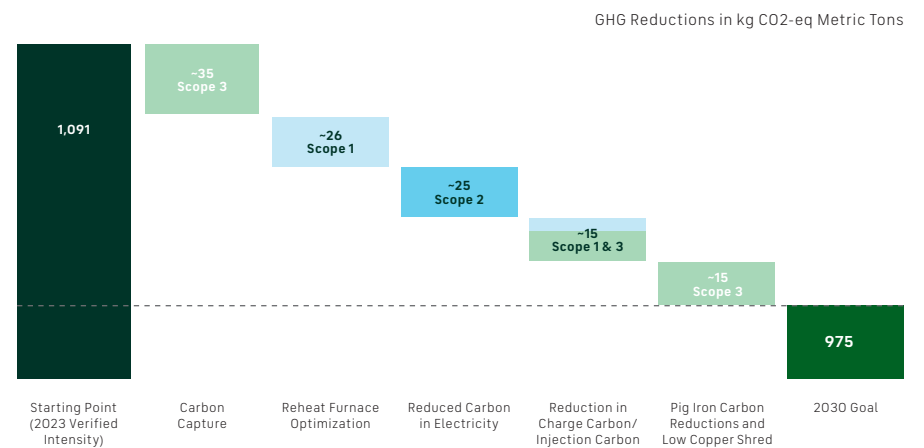 GHG Reductions in kg CO2-eq Metric Tons
1,091
~35
Scope 3
~26
Scope 1
~25
Scope 2
~15
Scope 1 & 3
~15
Scope 3
975
Starting Point
(2023 Verified
Intensity)
Carbon
Capture
Reheat Furnace
Optimization
Reduced Carbon
in Electricity
Reduction in
Charge Carbon/
Injection Carbon
Pig Iron Carbon
Reductions and
Low Copper Shred
2030 Goal